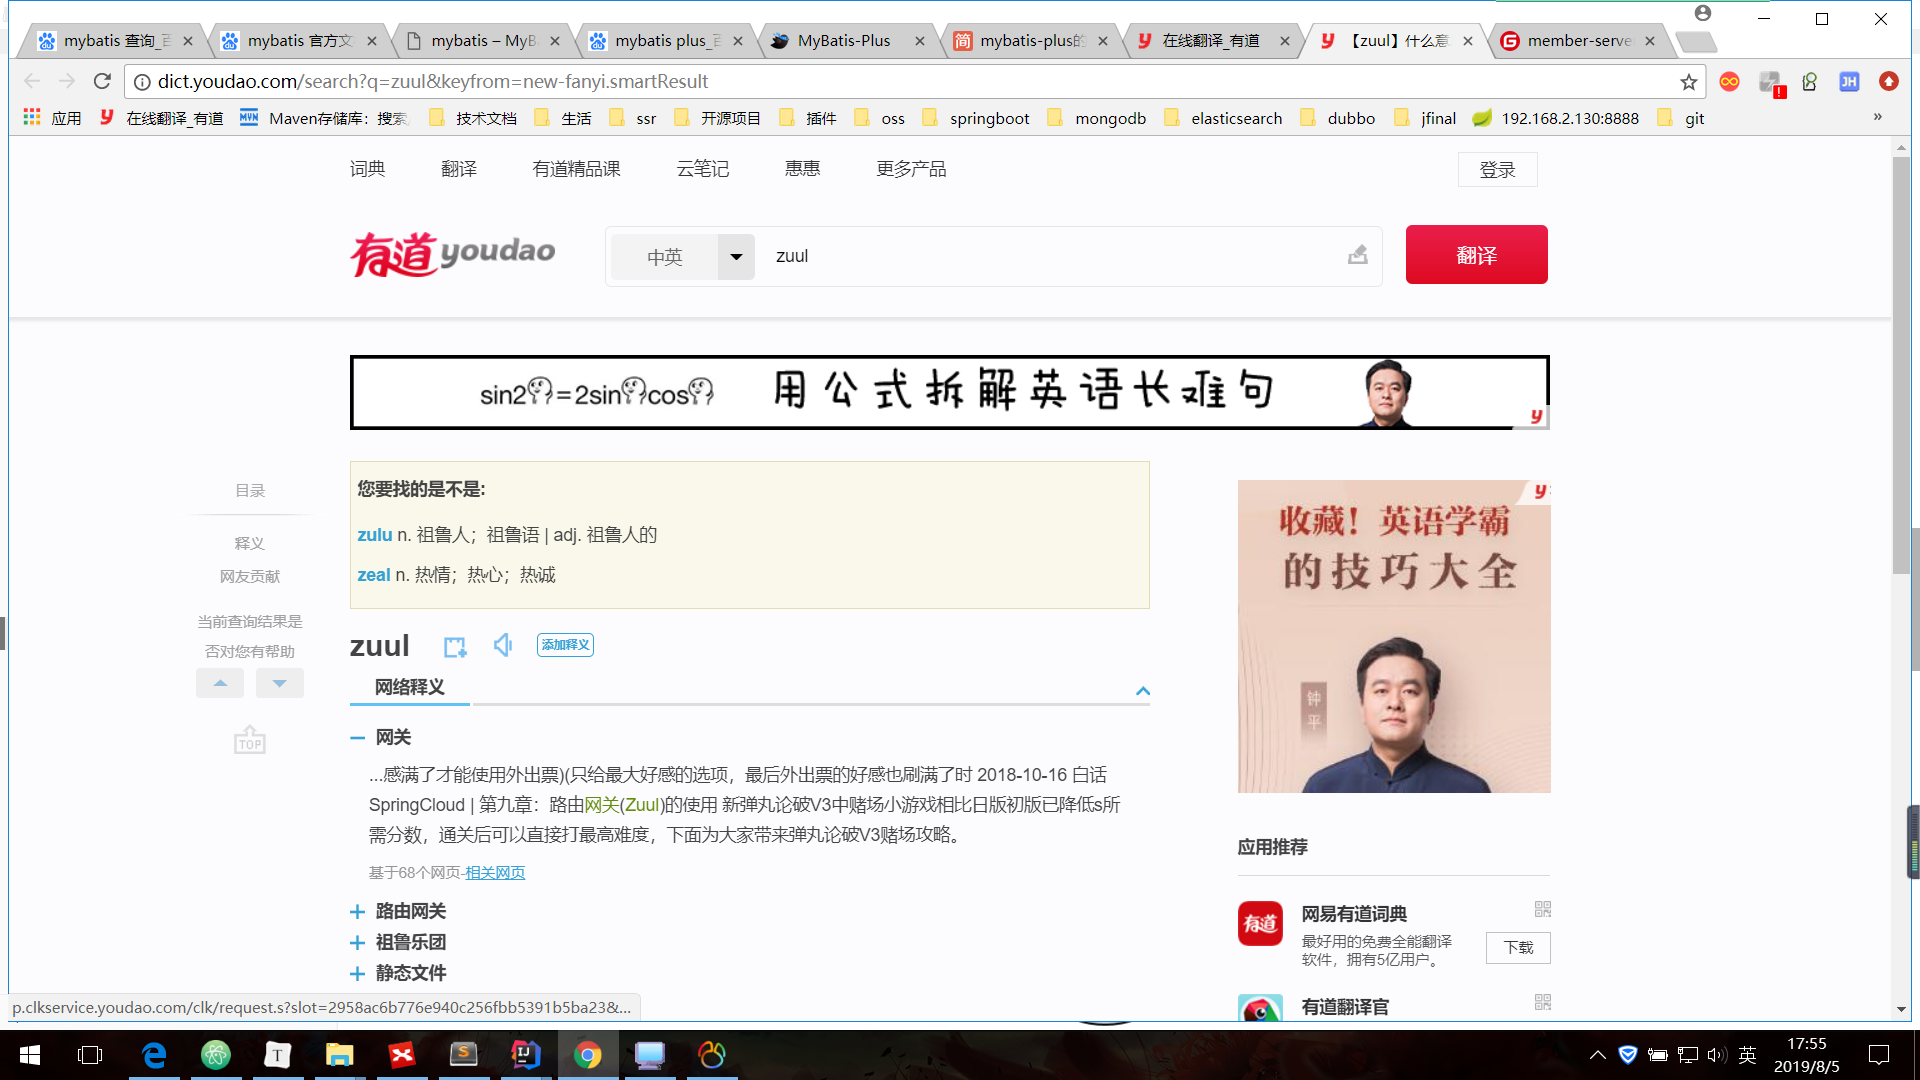 mybatis 查询_百
mybatis 官方文
mybatis – MyB
mybatis plus_百
MyBatis-Plus
简
mybatis-plus的
在线翻译_有道
【zuul】什么意
member-serve
dict.youdao.com/search?q=zuul&keyfrom=new-fanyi.smartResult
JH
应用
在线翻译_有道
MVN
Maven存储库：搜索
技术文档
生活
ssr
开源项目
插件
oss
springboot
mongodb
elasticsearch
dubbo
jfinal
192.168.2.130:8888
git
»
词典
翻译
有道精品课
云笔记
惠惠
更多产品
登录
有道youdao
中英
zuul
翻译
sin2 =2sin cos
用公式拆解英语长难句
y
目录
释义
网友贡献
当前查询结果是
否对您有帮助
TOP
您要找的是不是:
zulu n. 祖鲁人；祖鲁语 | adj. 祖鲁人的
zeal n. 热情；热心；热诚
zuul
添加释义
网络释义
网关
...感满了才能使用外出票)(只给最大好感的选项，最后外出票的好感也刷满了时 2018-10-16 白话
SpringCloud | 第九章：路由网关(Zuul)的使用 新弹丸论破V3中赌场小游戏相比日版初版已降低s所
需分数，通关后可以直接打最高难度，下面为大家带来弹丸论破V3赌场攻略。
基于68个网页-相关网页
路由网关
祖鲁乐团
静态文件
y
收藏！英语学霸
的技巧大全
钟平
应用推荐
有道
网易有道词典
最好用的免费全能翻译
软件，拥有5亿用户。
下载
有道翻译官
p.clkservice.youdao.com/clk/request.s?slot=2958ac6b776e940c256fbb5391b5ba23&...
T
S
IJ
英
17:55
2019/8/5